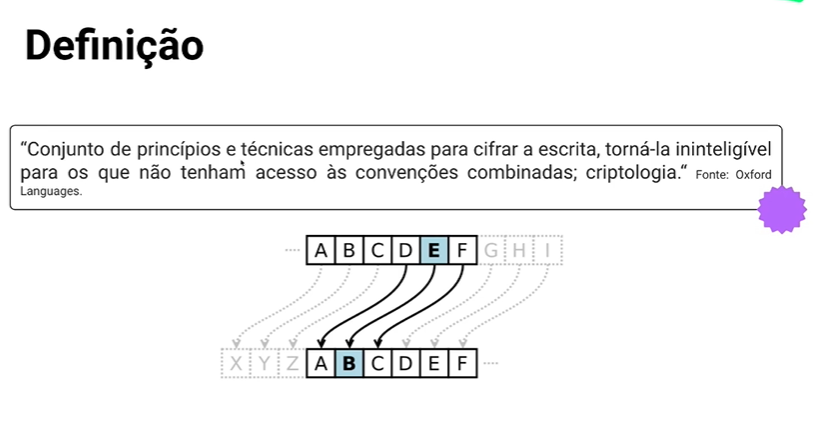 Definição
“Conjunto de princípios e técnicas empregadas para cifrar a escrita, torná-la ininteligível
para os que não tenham acesso às convenções combinadas; criptologia.“ Fonte: Oxford
Languages.
A B C D E F G H I
X Y Z A B C D E F